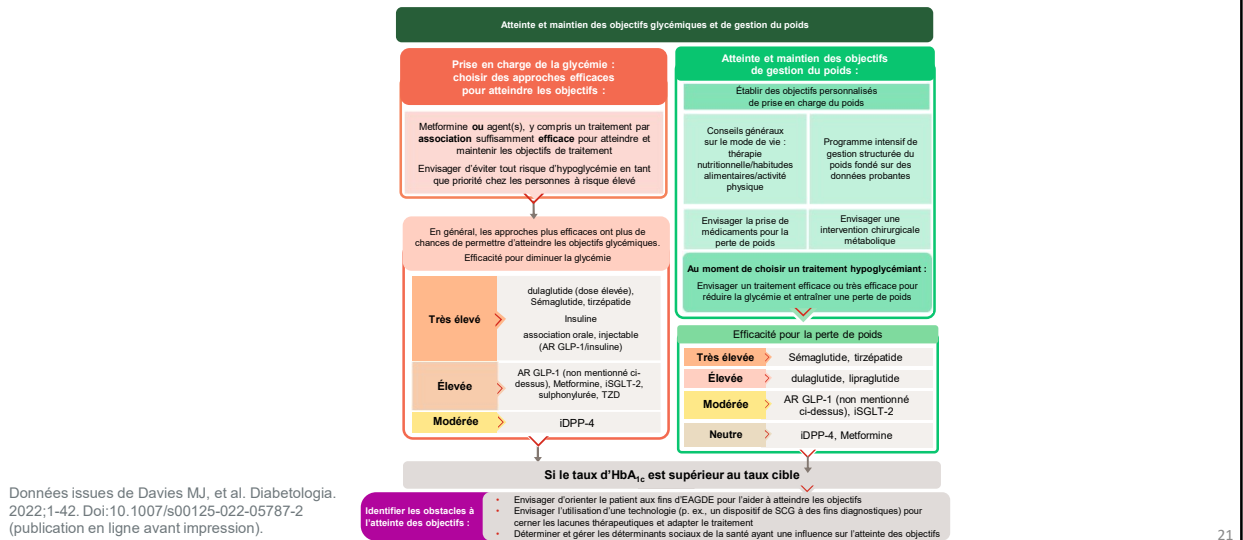 Atteinte et maintien des objectifs glycémiques et de gestion du poids
Prise en charge de la glycémie :
choisir des approches efficaces
pour atteindre les objectifs :
Metformine ou agent(s), y compris un traitement par
association suffisamment efficace pour atteindre et
maintenir les objectifs de traitement
Envisager d'éviter tout risque d'hypoglycémie en tant
que priorité chez les personnes à risque élevé
En général, les approches plus efficaces ont plus de
chances de permettre d'atteindre les objectifs glycémiques.
Efficacité pour diminuer la glycémie
Très élevé
dulaglutide (dose élevée),
Sémaglutide, tirzépatide
Insuline
association orale, injectable
(AR GLP-1/insuline)
Élevée
AR GLP-1 (non mentionné ci-
dessus), Metformine, iSGLT-2,
sulphonylurée, TZD
Modérée
iDPP-4
Atteinte et maintien des objectifs
de gestion du poids :
Établir des objectifs personnalisés
de prise en charge du poids
Conseils généraux
sur le mode de vie :
thérapie
nutritionnelle/habitudes
alimentaires/activité
physique
Programme intensif de
gestion structurée du
poids fondé sur des
données probantes
Envisager la prise de
médicaments pour la
perte de poids
Envisager une
intervention chirurgicale
métabolique
Au moment de choisir un traitement hypoglycémiant :
Envisager un traitement efficace ou très efficace pour
réduire la glycémie et entraîner une perte de poids
Efficacité pour la perte de poids
Très élevée
Sémaglutide, tirzépatide
Élevée
dulaglutide, lipraglutide
Modérée
AR GLP-1 (non mentionné
ci-dessus), iSGLT-2
Neutre
iDPP-4, Metformine
Si le taux d'HbA1c est supérieur au taux cible
Identifier les obstacles à
l'atteinte des objectifs :
• Envisager d'orienter le patient aux fins d'EAGDE pour l'aider à atteindre les objectifs
• Envisager l'utilisation d'une technologie (p. ex., un dispositif de SCG à des fins diagnostiques) pour
cerner les lacunes thérapeutiques et adapter le traitement
• Déterminer et gérer les déterminants sociaux de la santé ayant une influence sur l'atteinte des objectifs
Données issues de Davies MJ, et al. Diabetologia.
2022;1-42. Doi:10.1007/s00125-022-05787-2
(publication en ligne avant impression).
21